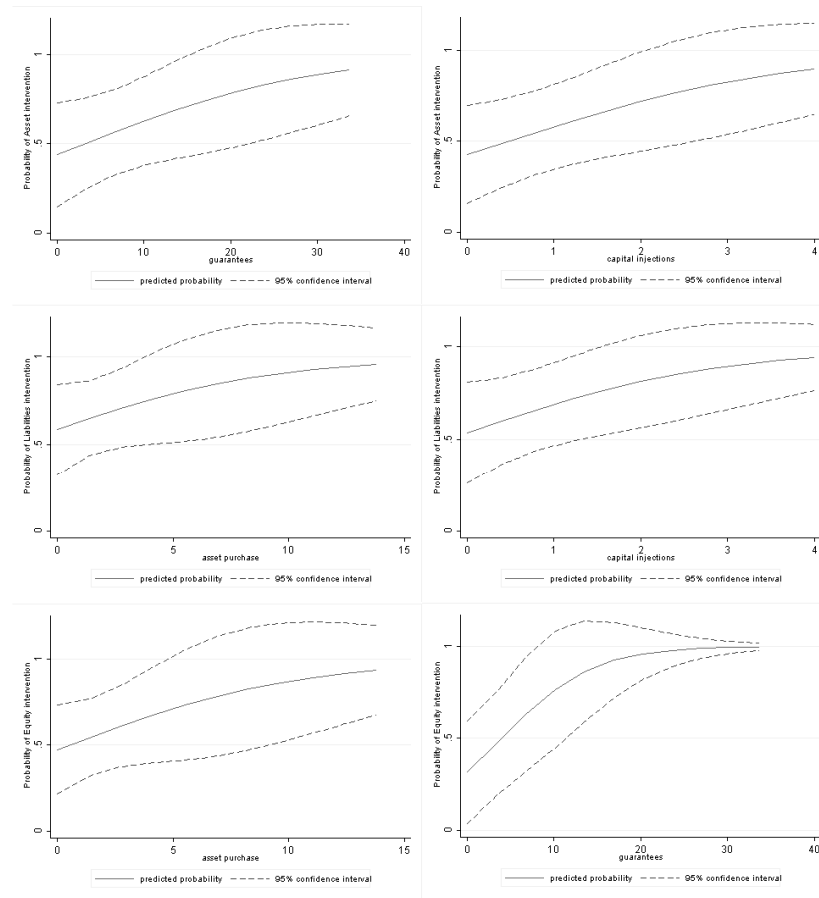 Probability of Asset intervention
1
.5
0
0 10 20 30 40
guarantees
predicted probability 95% confidence interval
Probability of Asset intervention
1
.5
0
0 1 2 3 4
capital injections
predicted probability 95% confidence interval
Probability of Liabilities intervention
1
.5
0
0 5 10 15
asset purchase
predicted probability 95% confidence interval
Probability of Liabilities intervention
1
.5
0
0 1 2 3 4
capital injections
predicted probability 95% confidence interval
Probability of Equity intervention
1
.5
0
0 5 10 15
asset purchase
predicted probability 95% confidence interval
Probability of Equity intervention
1
.5
0
0 10 20 30 40
guarantees
predicted probability 95% confidence interval